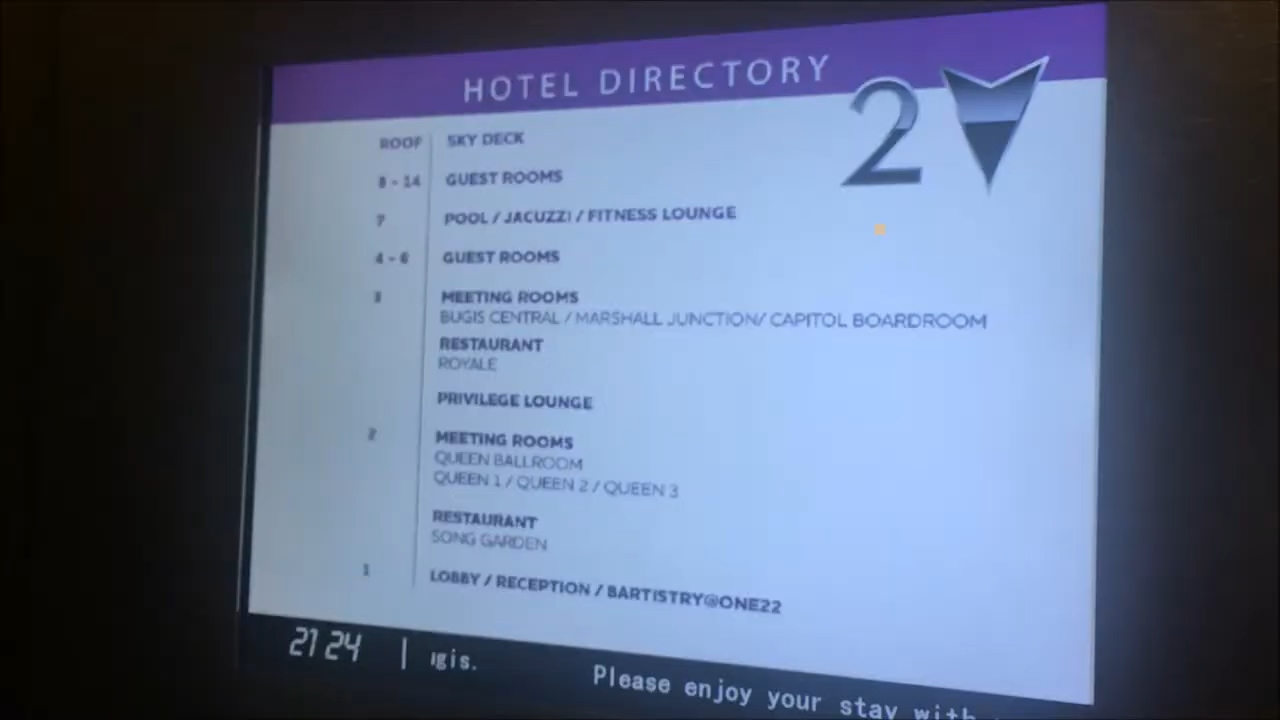 HOTEL DIRECTORY
2
ROOF SKY DECK
8 - 14 GUEST ROOMS
7 POOL / JACUZZI / FITNESS LOUNGE
4 - 6 GUEST ROOMS
3 MEETING ROOMS
BUGIS CENTRAL / MARSHALL JUNCTION/ CAPITOL BOARDROOM
RESTAURANT
ROYALE
PRIVILEGE LOUNGE
2 MEETING ROOMS
QUEEN BALLROOM
QUEEN 1 / QUEEN 2 / QUEEN 3
RESTAURANT
SONG GARDEN
1 LOBBY / RECEPTION / BARTISTRY@ONE22
21 24 | gis. Please enjoy your stay with